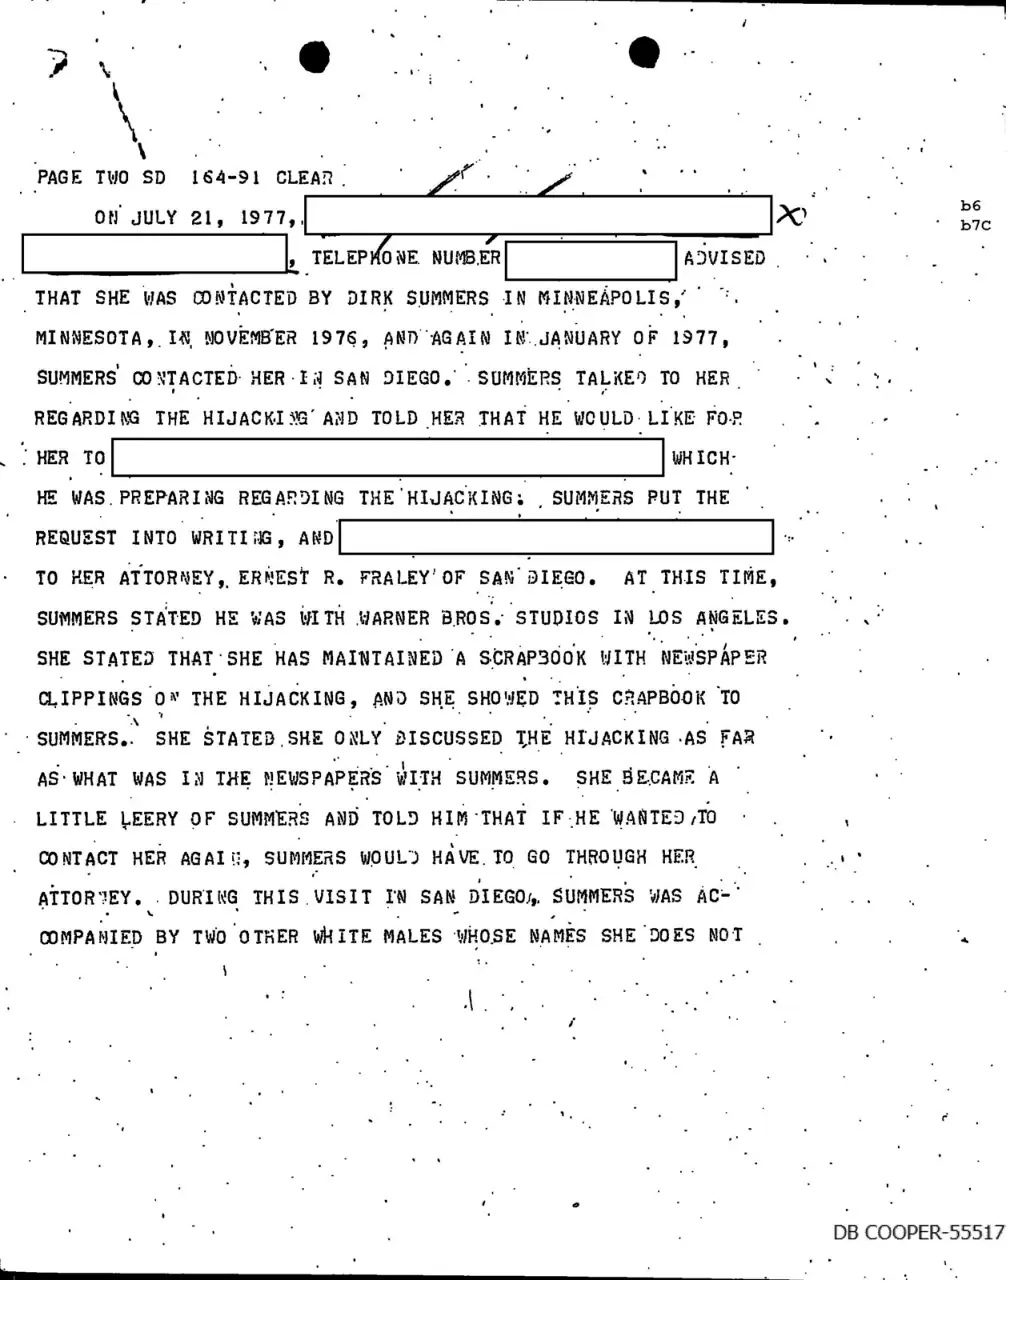 PAGE TWO SD 164-91 CLEAR
ON JULY 21, 1977,
b6
b7C
, TELEPHONE NUMBER ADVISED
THAT SHE WAS CONTACTED BY DIRK SUMMERS IN MINNEAPOLIS,
MINNESOTA, IN NOVEMBER 1976, AND AGAIN IN JANUARY OF 1977,
SUMMERS CONTACTED HER IN SAN DIEGO. SUMMERS TALKED TO HER
REGARDING THE HIJACKING AND TOLD HER THAT HE WOULD LIKE FOR
HER TO WHICH
HE WAS PREPARING REGARDING THE HIJACKING; SUMMERS PUT THE
REQUEST INTO WRITING, AND
TO HER ATTORNEY, ERNEST R. FRALEY OF SAN DIEGO. AT THIS TIME,
SUMMERS STATED HE WAS WITH WARNER BROS. STUDIOS IN LOS ANGELES.
SHE STATED THAT SHE HAS MAINTAINED A SCRAPBOOK WITH NEWSPAPER
CLIPPINGS ON THE HIJACKING, AND SHE SHOWED THIS CRAPBOOK TO
SUMMERS. SHE STATED SHE ONLY DISCUSSED THE HIJACKING AS FAR
AS WHAT WAS IN THE NEWSPAPERS WITH SUMMERS. SHE BECAME A
LITTLE LEERY OF SUMMERS AND TOLD HIM THAT IF HE WANTED TO
CONTACT HER AGAIN, SUMMERS WOULD HAVE TO GO THROUGH HER
ATTORNEY. DURING THIS VISIT IN SAN DIEGO, SUMMERS WAS AC-
COMPANIED BY TWO OTHER WHITE MALES WHOSE NAMES SHE DOES NOT
DB COOPER-55517